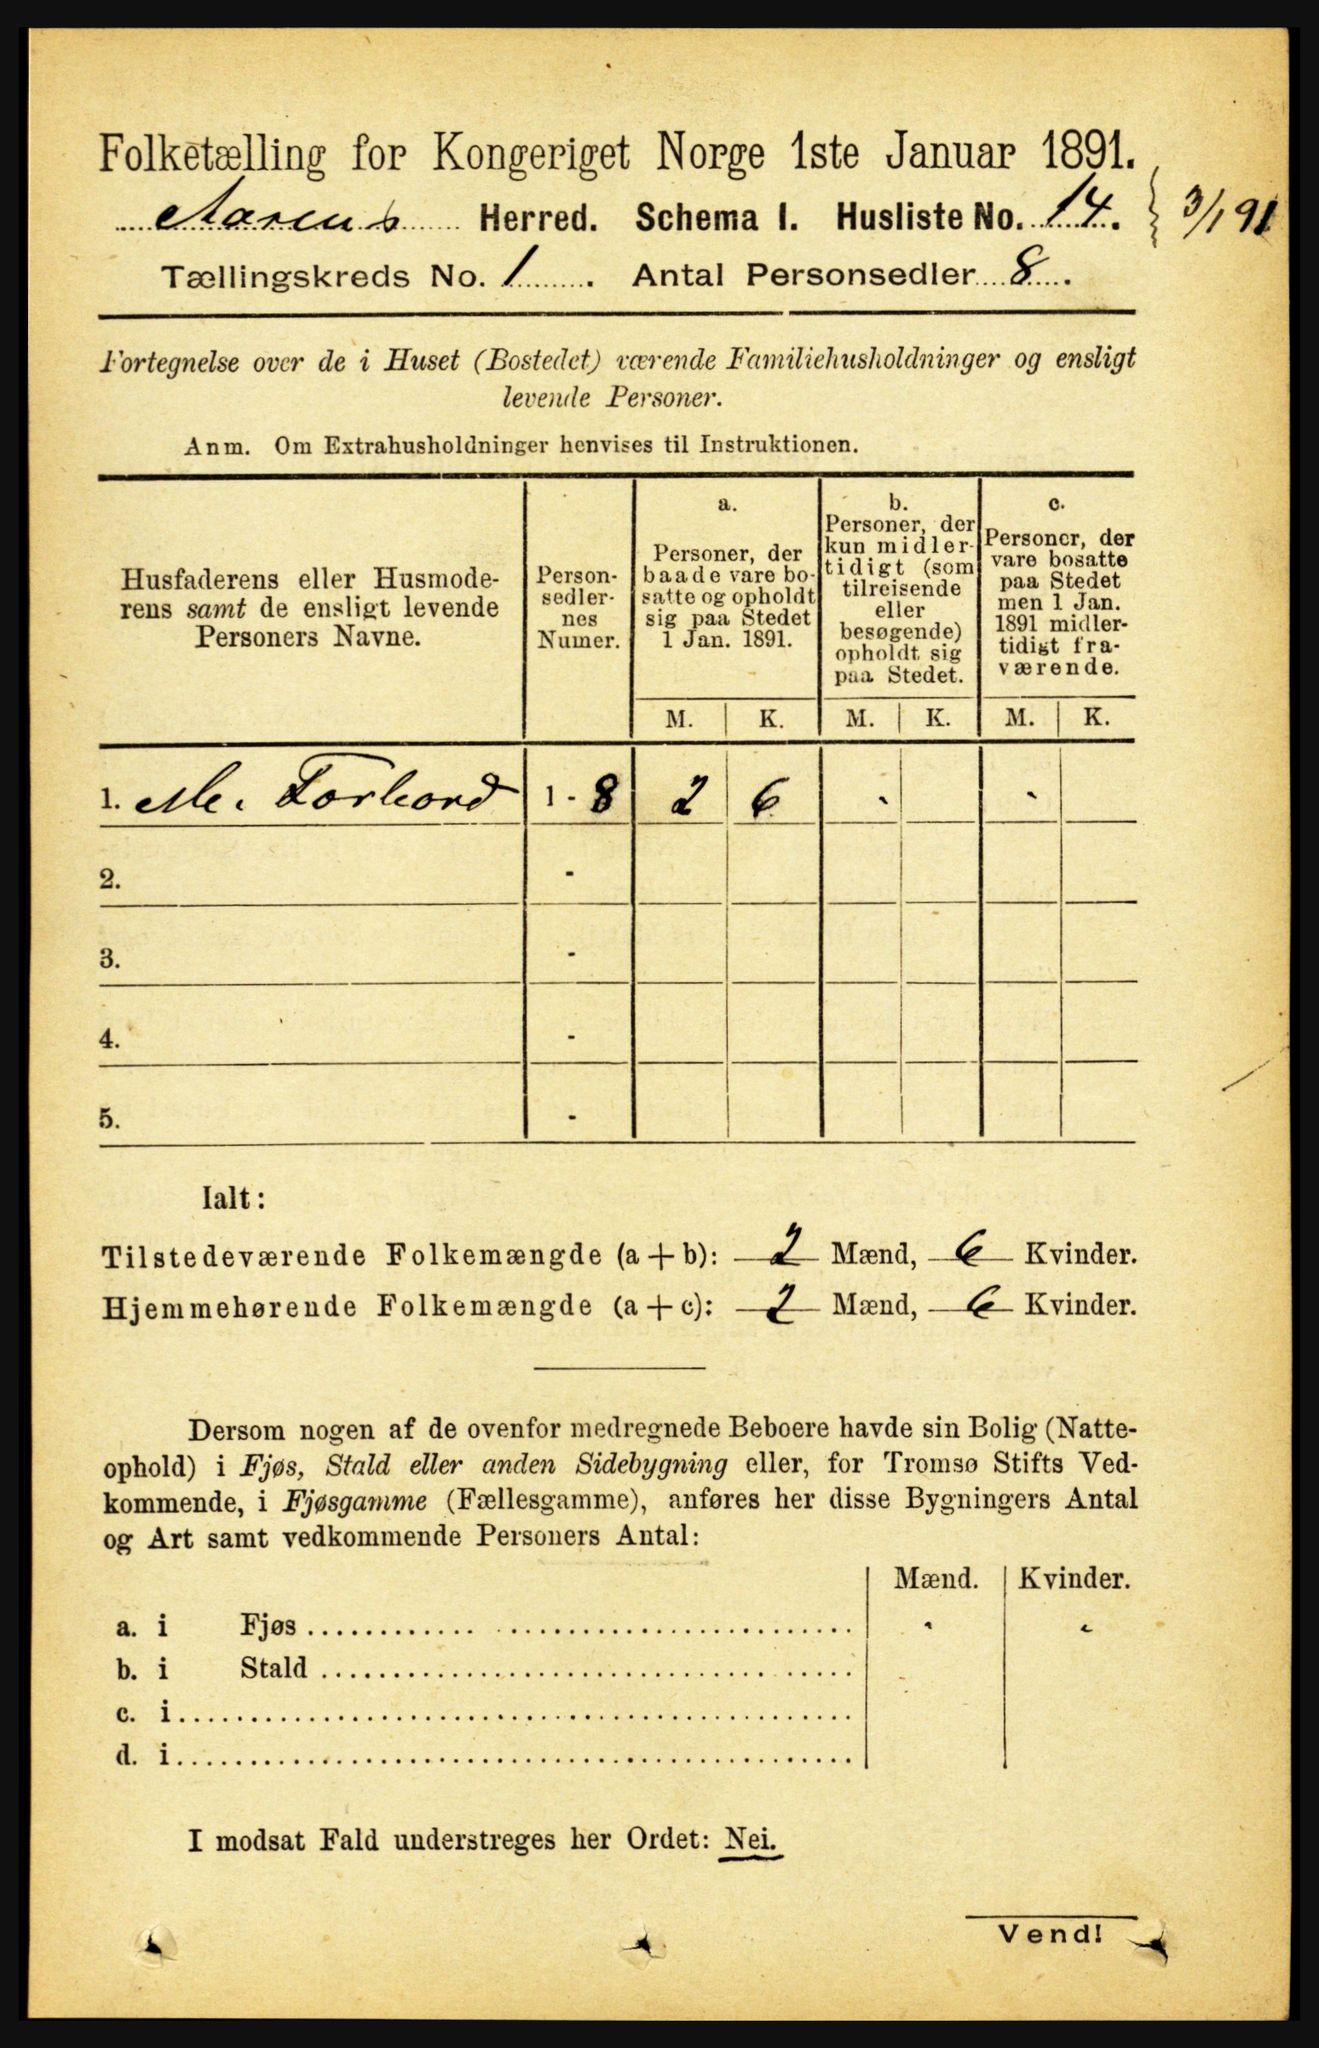 Folketælling for Kongeriget Norge 1ste Januar 1891.
Herred. Schema I. Husliste No. 14. 3/1 91
Tællingskreds No. 1. Antal Personsedler 8.
Fortegnelse over de i Huset (Bostedet) værende Familiehusholdninger og ensligt
levende Personer.
Anm. Om Extrahusholdninger henvises til Instruktionen.
Husfaderens eller Husmode-
rens samt de ensligt levende
Personers Navne.
Person-
sedler-
nes
Numer.
a.
Personer, der
baade vare bo-
satte og opholdt
sig paa Stedet
1 Jan. 1891.
b.
Personer, der
kun midler-
tidigt (som
tilreisende
eller
besøgende)
opholdt sig
paa Stedet.
c.
Personer, der
vare bosatte
paa Stedet
men 1 Jan.
1891 midler-
tidigt fra-
værende.
M. K. M. K. M. K.
1. M. 1 - 8 2 6
2. -
3. -
4. -
5. -
Ialt:
Tilstedeværende Folkemængde (a + b): 2 Mænd, 6 Kvinder.
Hjemmehørende Folkemængde (a + c): 2 Mænd, 6 Kvinder.
Dersom nogen af de ovenfor medregnede Beboere havde sin Bolig (Natte-
ophold) i Fjøs, Stald eller anden Sidebygning eller, for Tromsø Stifts Ved-
kommende, i Fjøsgamme (Fællesgamme), anføres her disse Bygningers Antal
og Art samt vedkommende Personers Antal:
Mænd. Kvinder.
a. i Fjøs
b. i Stald
c. i
d. i
I modsat Fald understreges her Ordet: Nei.
Vend!